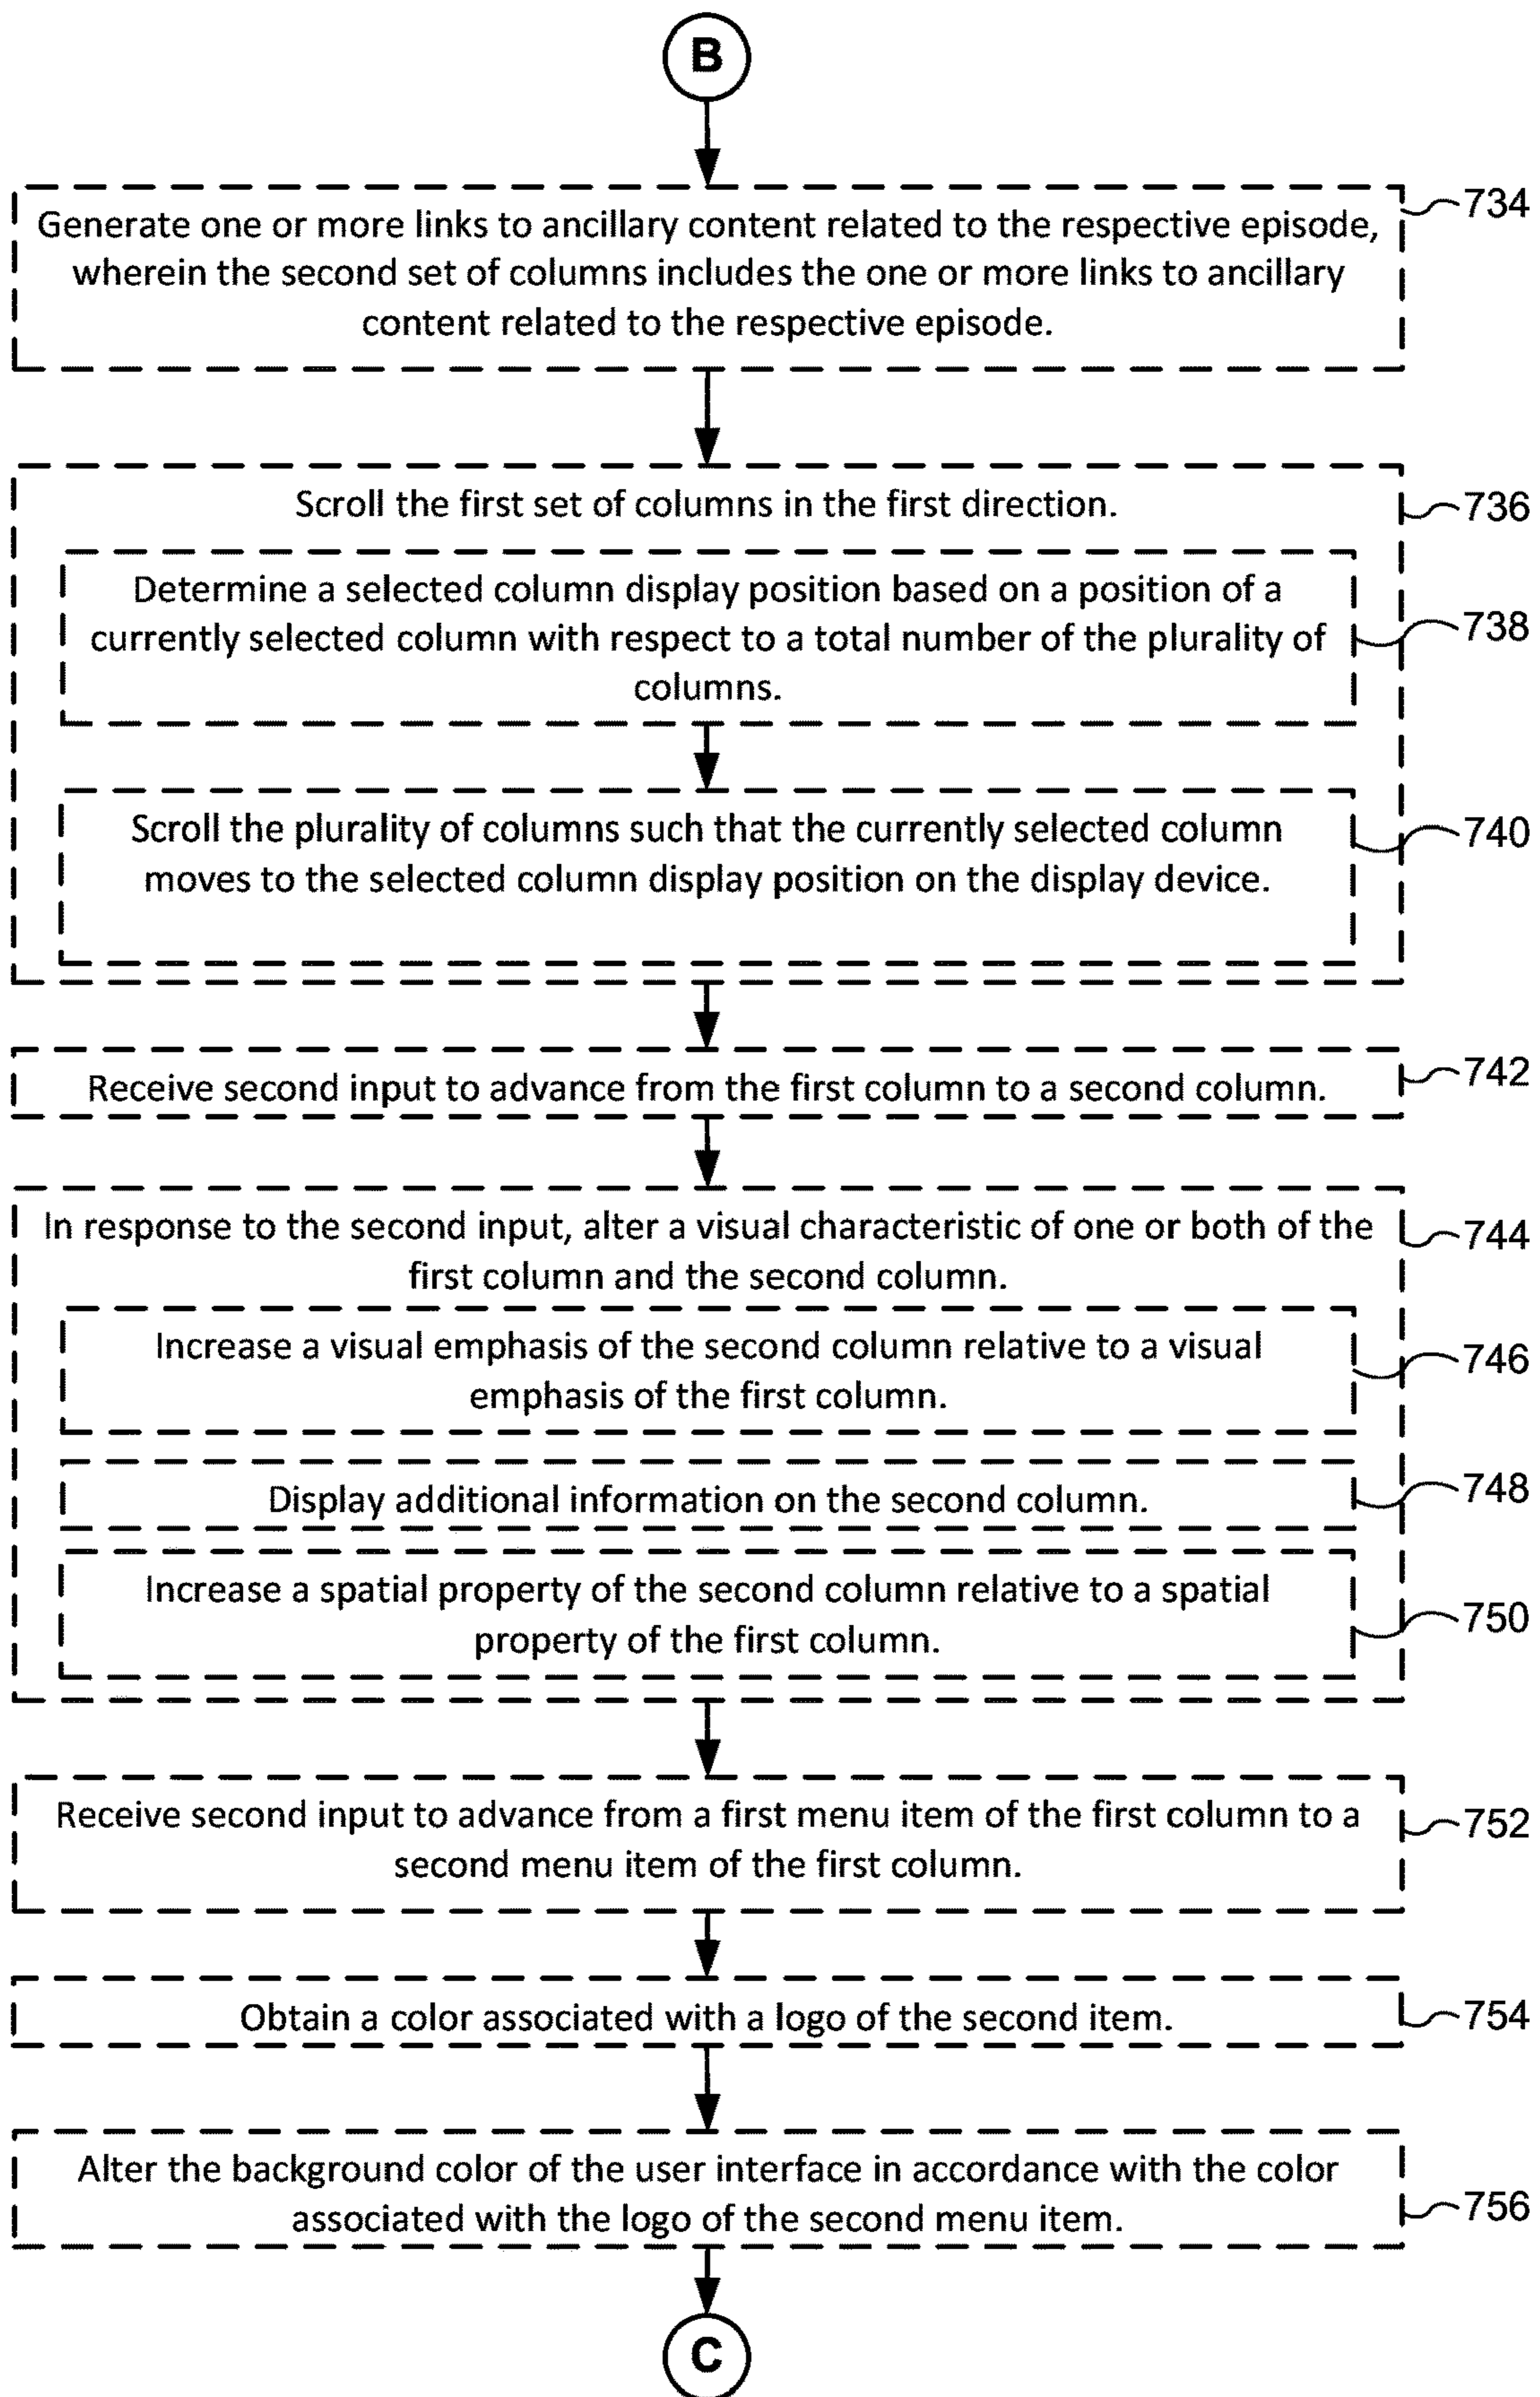 B
Generate one or more links to ancillary content related to the respective episode,
wherein the second set of columns includes the one or more links to ancillary
content related to the respective episode.
734
Scroll the first set of columns in the first direction.
736
Determine a selected column display position based on a position of a
currently selected column with respect to a total number of the plurality of
columns.
738
Scroll the plurality of columns such that the currently selected column
moves to the selected column display position on the display device.
740
Receive second input to advance from the first column to a second column.
742
In response to the second input, alter a visual characteristic of one or both of the
first column and the second column.
744
Increase a visual emphasis of the second column relative to a visual
emphasis of the first column.
746
Display additional information on the second column.
748
Increase a spatial property of the second column relative to a spatial
property of the first column.
750
Receive second input to advance from a first menu item of the first column to a
second menu item of the first column.
752
Obtain a color associated with a logo of the second item.
754
Alter the background color of the user interface in accordance with the color
associated with the logo of the second menu item.
756
C